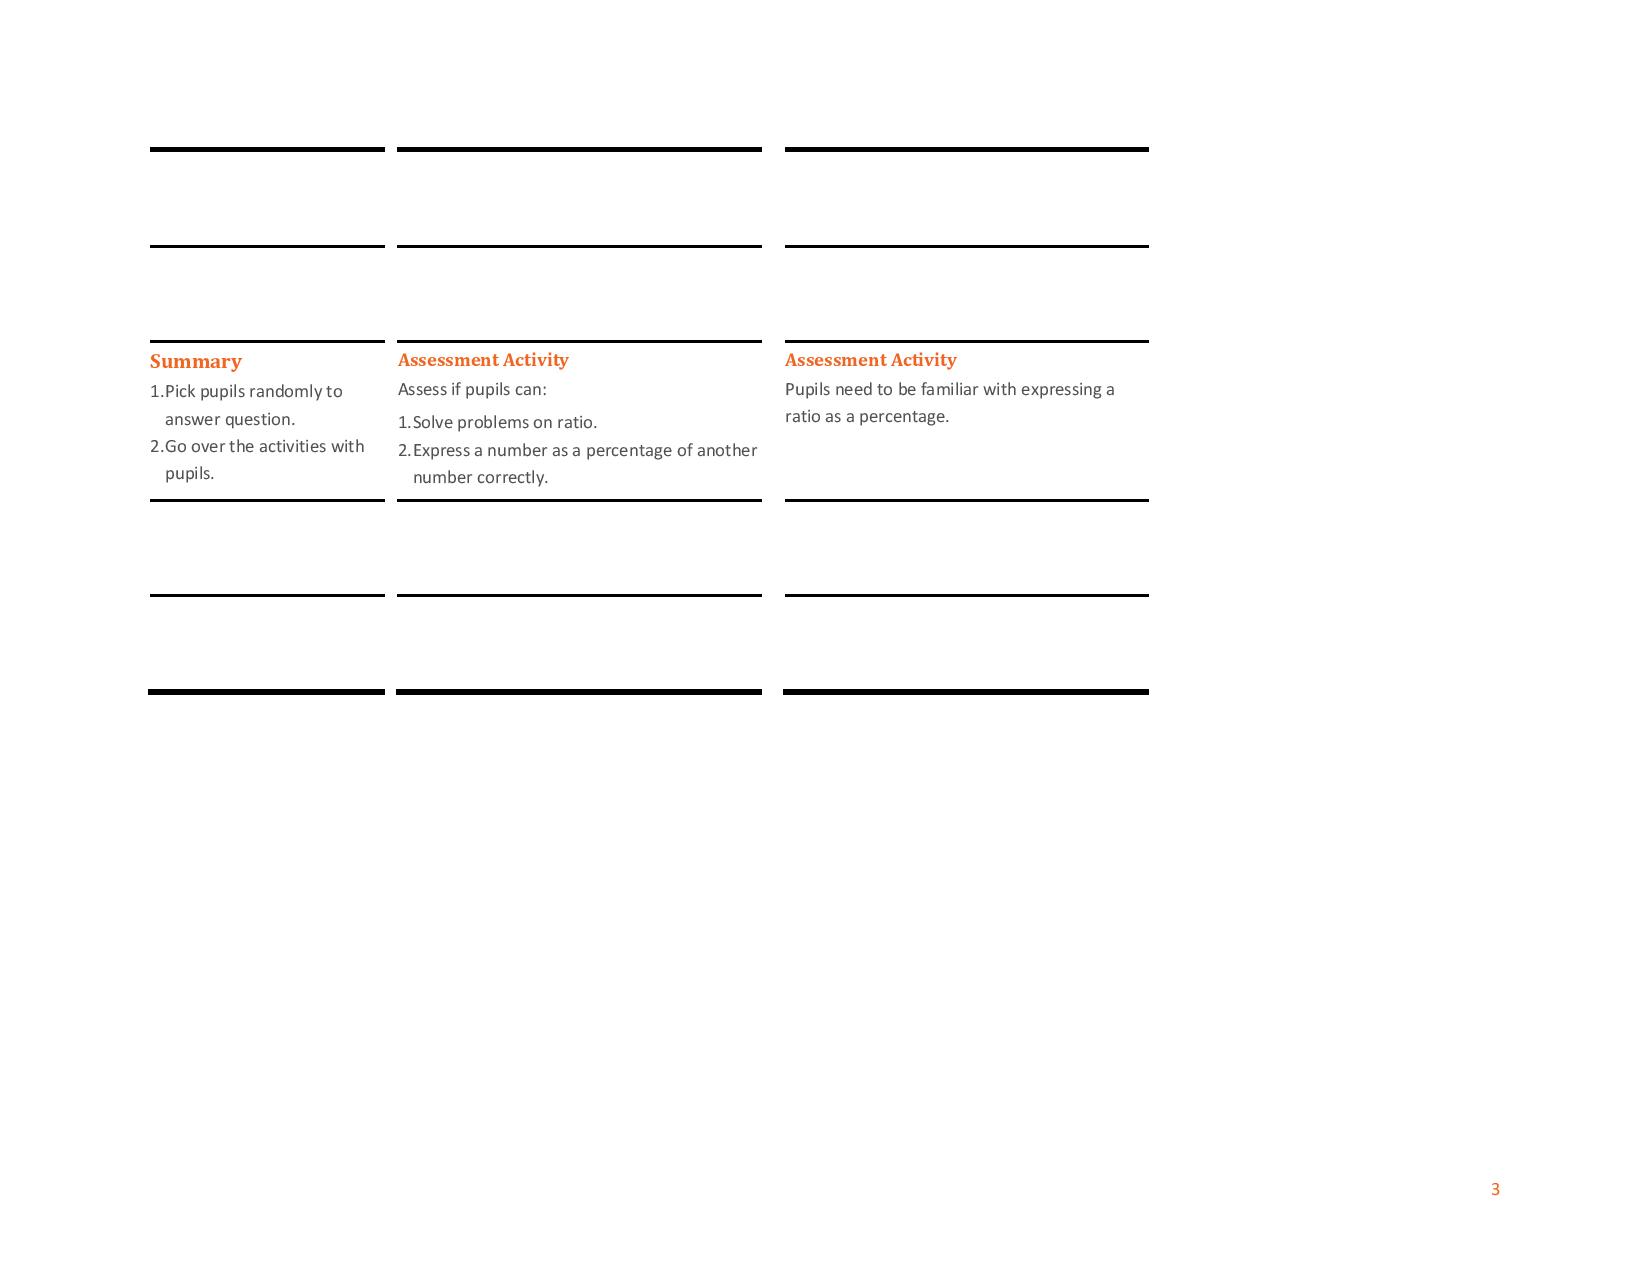 Summary
1.Pick pupils randomly to
answer question.
2.Go over the activities with
pupils.
Assessment Activity
Assess if pupils can:
1.Solve problems on ratio.
2.Express a number as a percentage of another
number correctly.
Assessment Activity
Pupils need to be familiar with expressing a
ratio as a percentage.
3